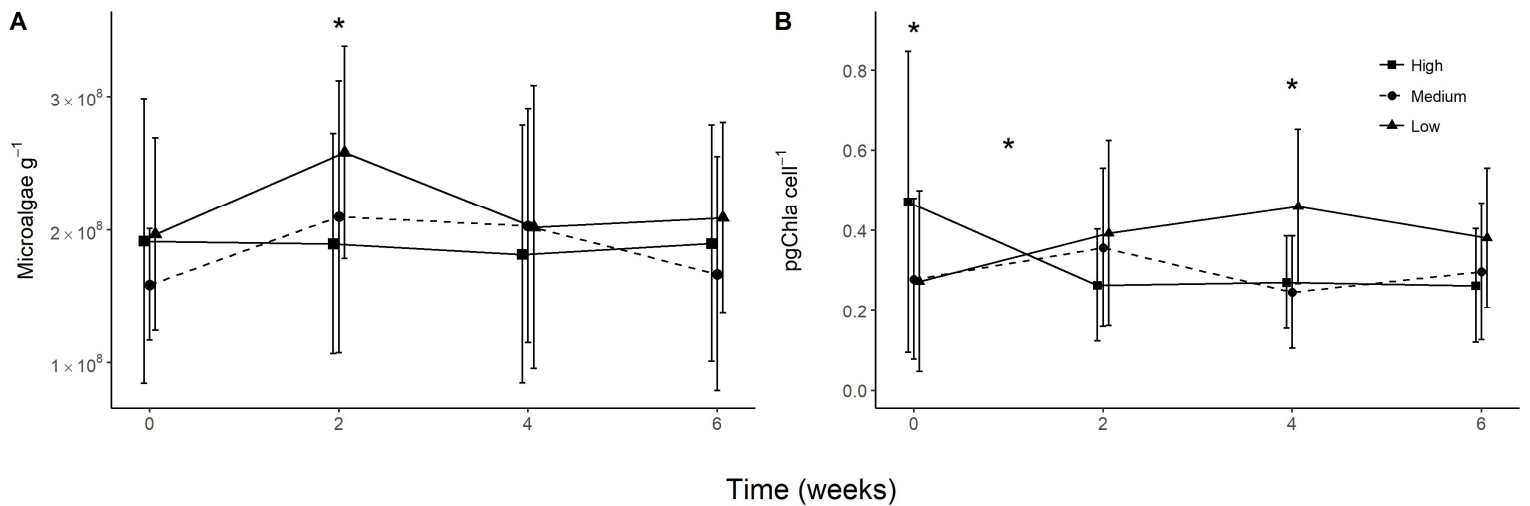 A
*
Microalgae g⁻¹
3 × 10⁸
2 × 10⁸
1 × 10⁸
0 2 4 6
B
* * *
pgChla cell⁻¹
0.8
0.6
0.4
0.2
0.0
0 2 4 6
High
Medium
Low
Time (weeks)